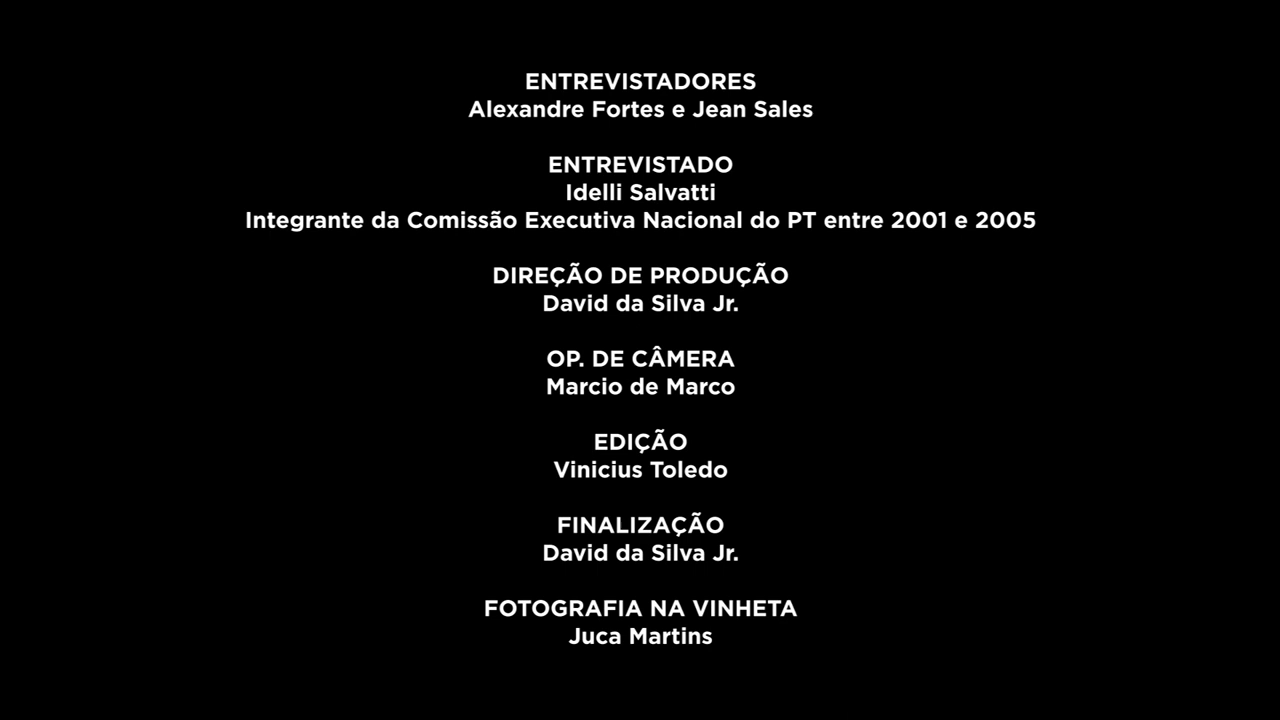 ENTREVISTADORES
Alexandre Fortes e Jean Sales
ENTREVISTADO
Idelli Salvatti
Integrante da Comissão Executiva Nacional do PT entre 2001 e 2005
DIREÇÃO DE PRODUÇÃO
David da Silva Jr.
OP. DE CÂMERA
Marcio de Marco
EDIÇÃO
Vinicius Toledo
FINALIZAÇÃO
David da Silva Jr.
FOTOGRAFIA NA VINHETA
Juca Martins